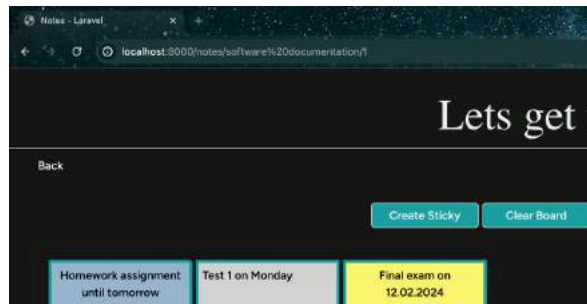 Notes - Laravel
localhost:8000/notes/software%20documentation/1
Lets get
Back
Create Sticky
Clear Board
Homework assignment
until tomorrow
Test 1 on Monday
Final exam on
12.02.2024